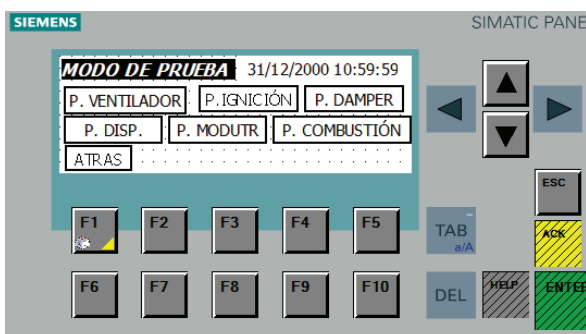 SIEMENS SIMATIC PANE
MODO DE PRUEBA 31/12/2000 10:59:59
P. VENTILADOR P.IGNICIÓN P. DAMPER
P. DISP. P. MODUTR P. COMBUSTIÓN
ATRAS
ESC
F1 F2 F3 F4 F5 TAB a/A ACK
F6 F7 F8 F9 F10 DEL HELP ENTER